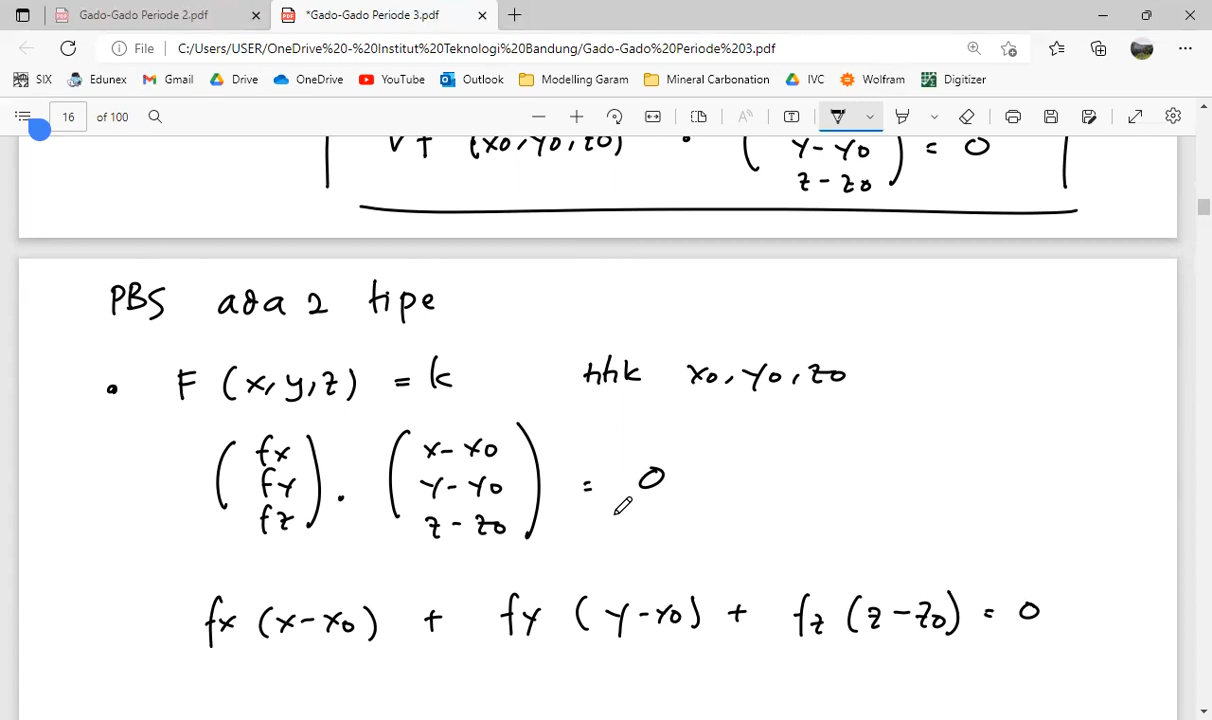 Gado-Gado Periode 2.pdf
*Gado-Gado Periode 3.pdf
File C:/Users/USER/OneDrive%20-%20Institut%20Teknologi%20Bandung/Gado-Gado%20Periode%203.pdf
SIX Edunex Gmail Drive OneDrive YouTube Outlook Modelling Garam Mineral Carbonation IVC Wolfram Digitizer
16 of 100
∇f (x0, y0, z0) • ( y - y0 ) = 0
z - z0
PBS ada 2 tipe
• F (x, y, z) = k ttk x0, y0, z0
( fx ) . ( x - x0 )
fy y - y0 = 0
fz z - z0
fx (x - x0) + fy (y - y0) + fz (z - z0) = 0